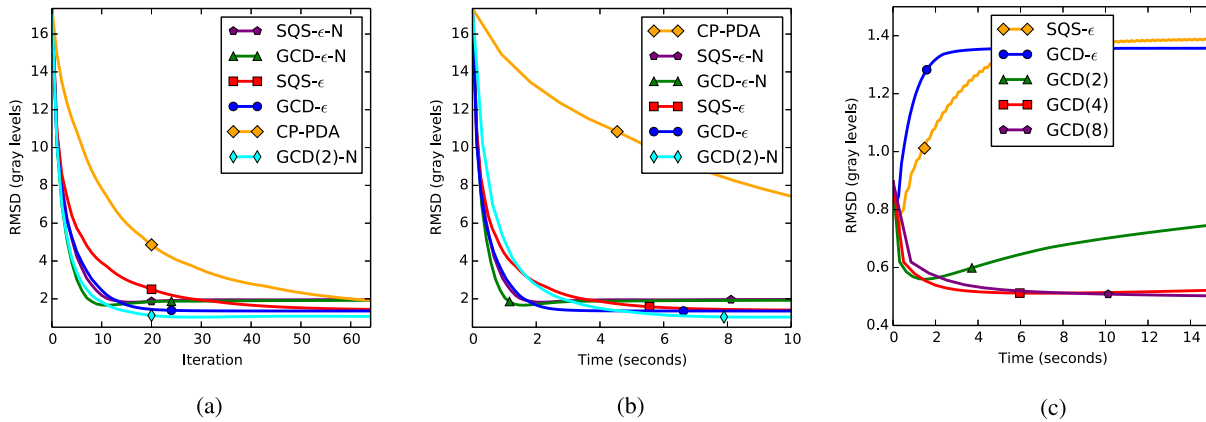 RMSD (gray levels)
16
14
12
10
8
6
4
2
0
10
20
30
40
50
60
Iteration
SQS-ϵ-N
GCD-ϵ-N
SQS-ϵ
GCD-ϵ
CP-PDA
GCD(2)-N
(a)
RMSD (gray levels)
16
14
12
10
8
6
4
2
0
2
4
6
8
10
Time (seconds)
CP-PDA
SQS-ϵ-N
GCD-ϵ-N
SQS-ϵ
GCD-ϵ
GCD(2)-N
(b)
RMSD (gray levels)
1.4
1.2
1.0
0.8
0.6
0.4
0
2
4
6
8
10
12
14
Time (seconds)
SQS-ϵ
GCD-ϵ
GCD(2)
GCD(4)
GCD(8)
(c)